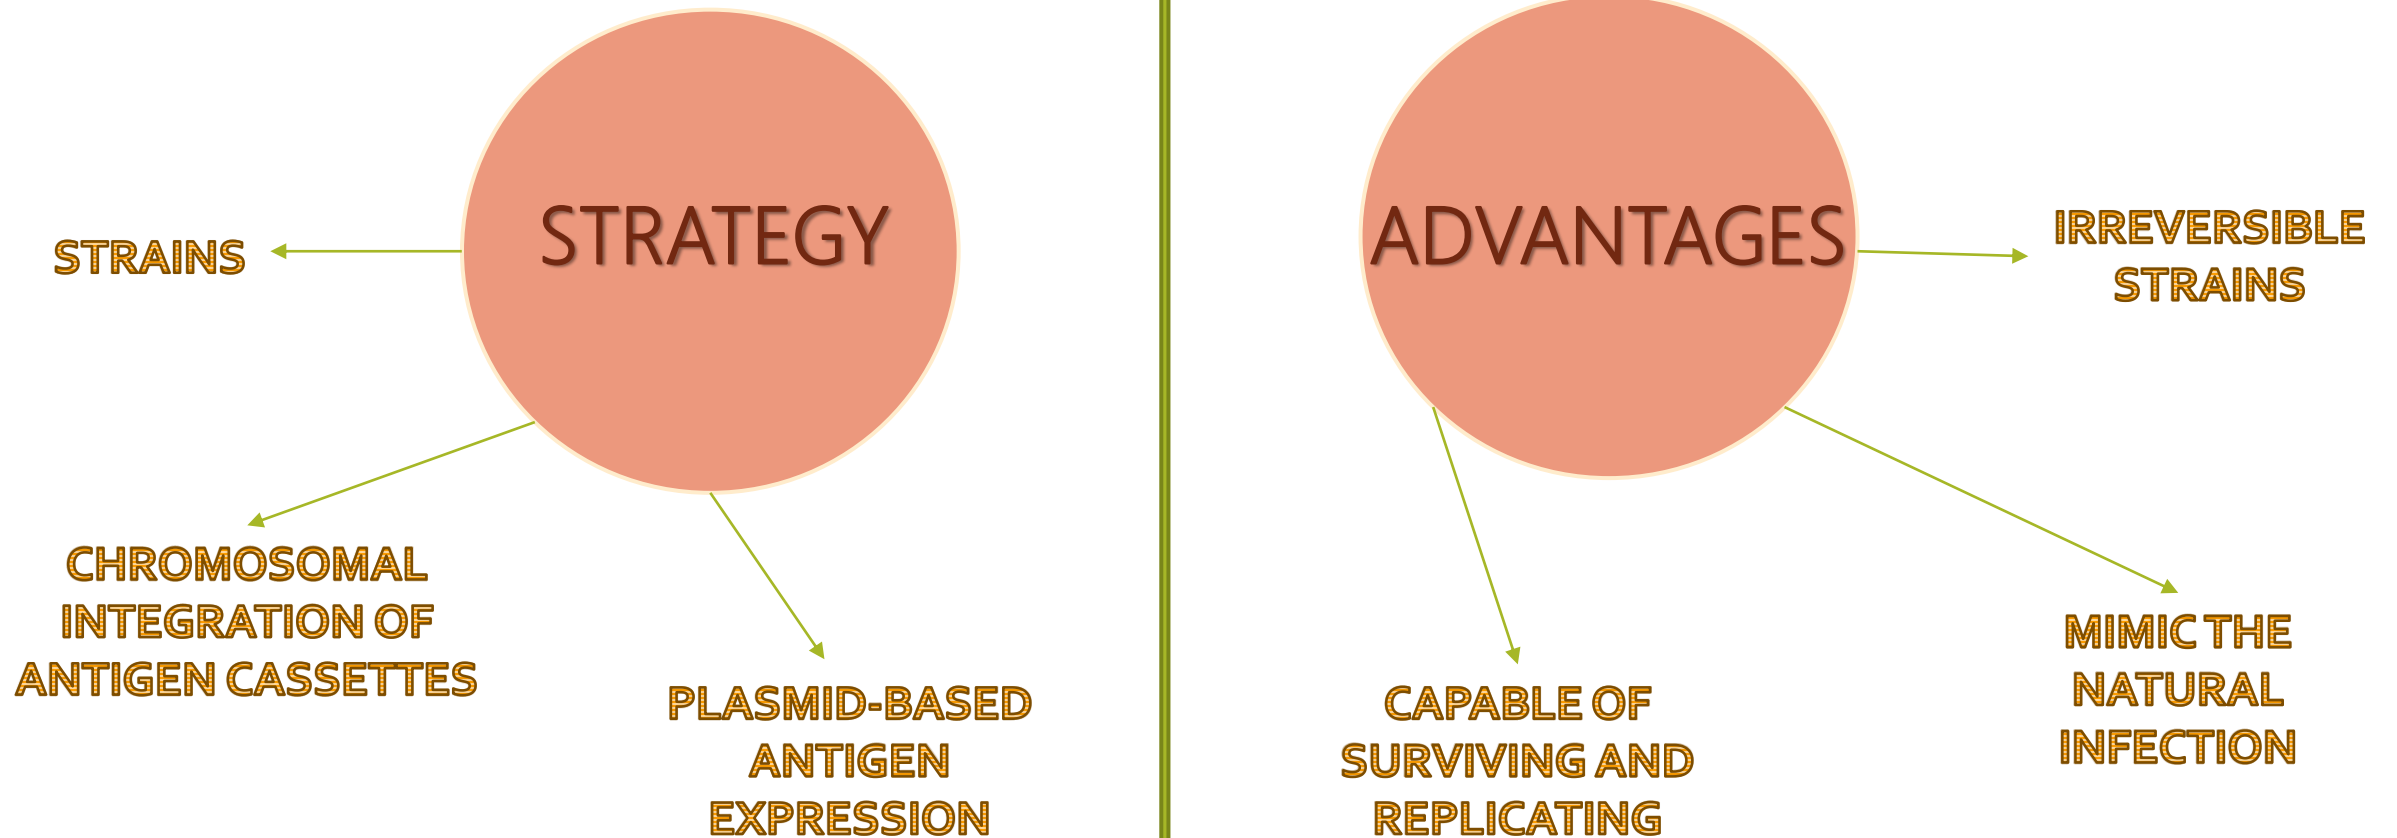 STRATEGY
STRAINS
CHROMOSOMAL
INTEGRATION OF
ANTIGEN CASSETTES
PLASMID-BASED
ANTIGEN
EXPRESSION
ADVANTAGES
IRREVERSIBLE
STRAINS
CAPABLE OF
SURVIVING AND
REPLICATING
MIMIC THE
NATURAL
INFECTION